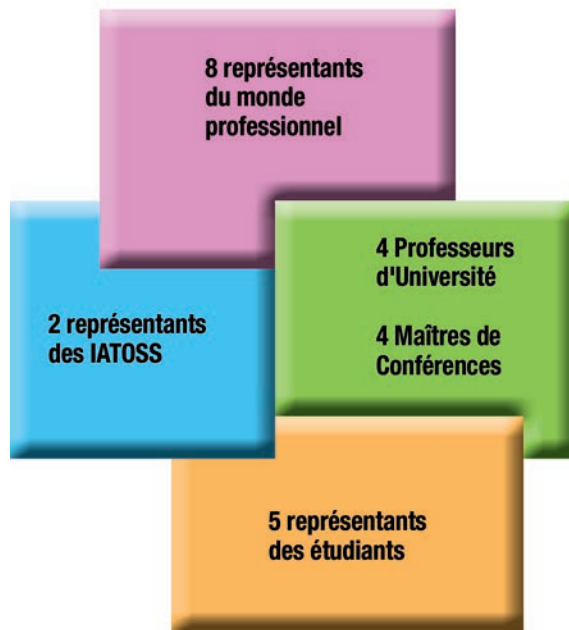 8 représentants
du monde
professionnel
4 Professeurs
d'Université
4 Maîtres de
Conférences
2 représentants
des IATOSS
5 représentants
des étudiants